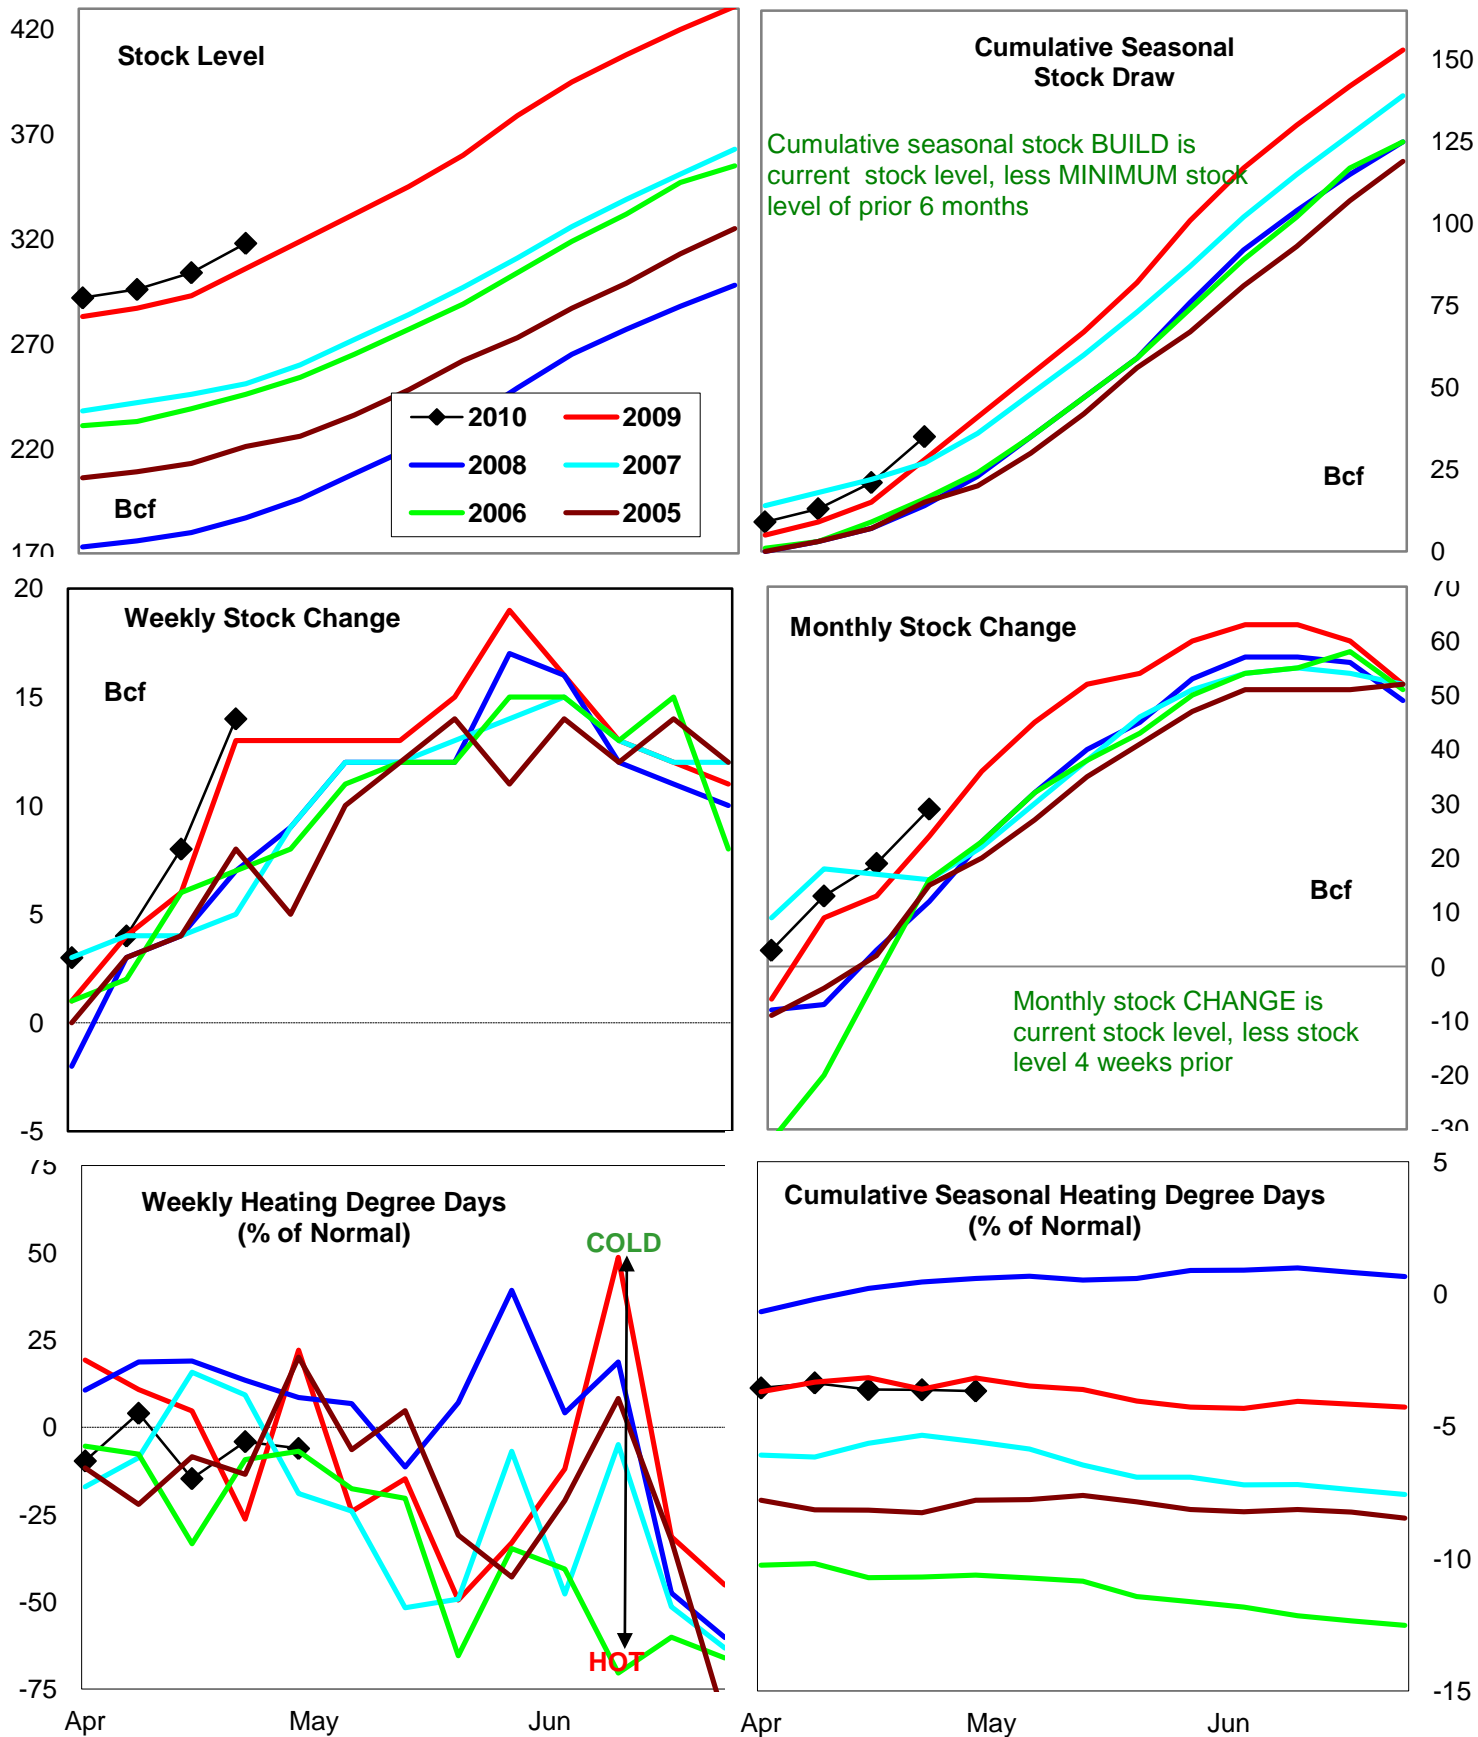 Stock Level
420
370
320
270
220
170
Bcf
2010
2009
2008
2007
2006
2005
Cumulative Seasonal
Stock Draw
Cumulative seasonal stock BUILD is
current stock level, less MINIMUM stock
level of prior 6 months
150
125
100
75
50
25
0
Bcf
Weekly Stock Change
Bcf
20
15
10
5
0
-5
Monthly Stock Change
70
60
50
40
30
20
10
0
-10
-20
-30
Bcf
Monthly stock CHANGE is
current stock level, less stock
level 4 weeks prior
Weekly Heating Degree Days
(% of Normal)
75
50
25
0
-25
-50
-75
COLD
HOT
Apr
May
Jun
Cumulative Seasonal Heating Degree Days
(% of Normal)
5
0
-5
-10
-15
Apr
May
Jun